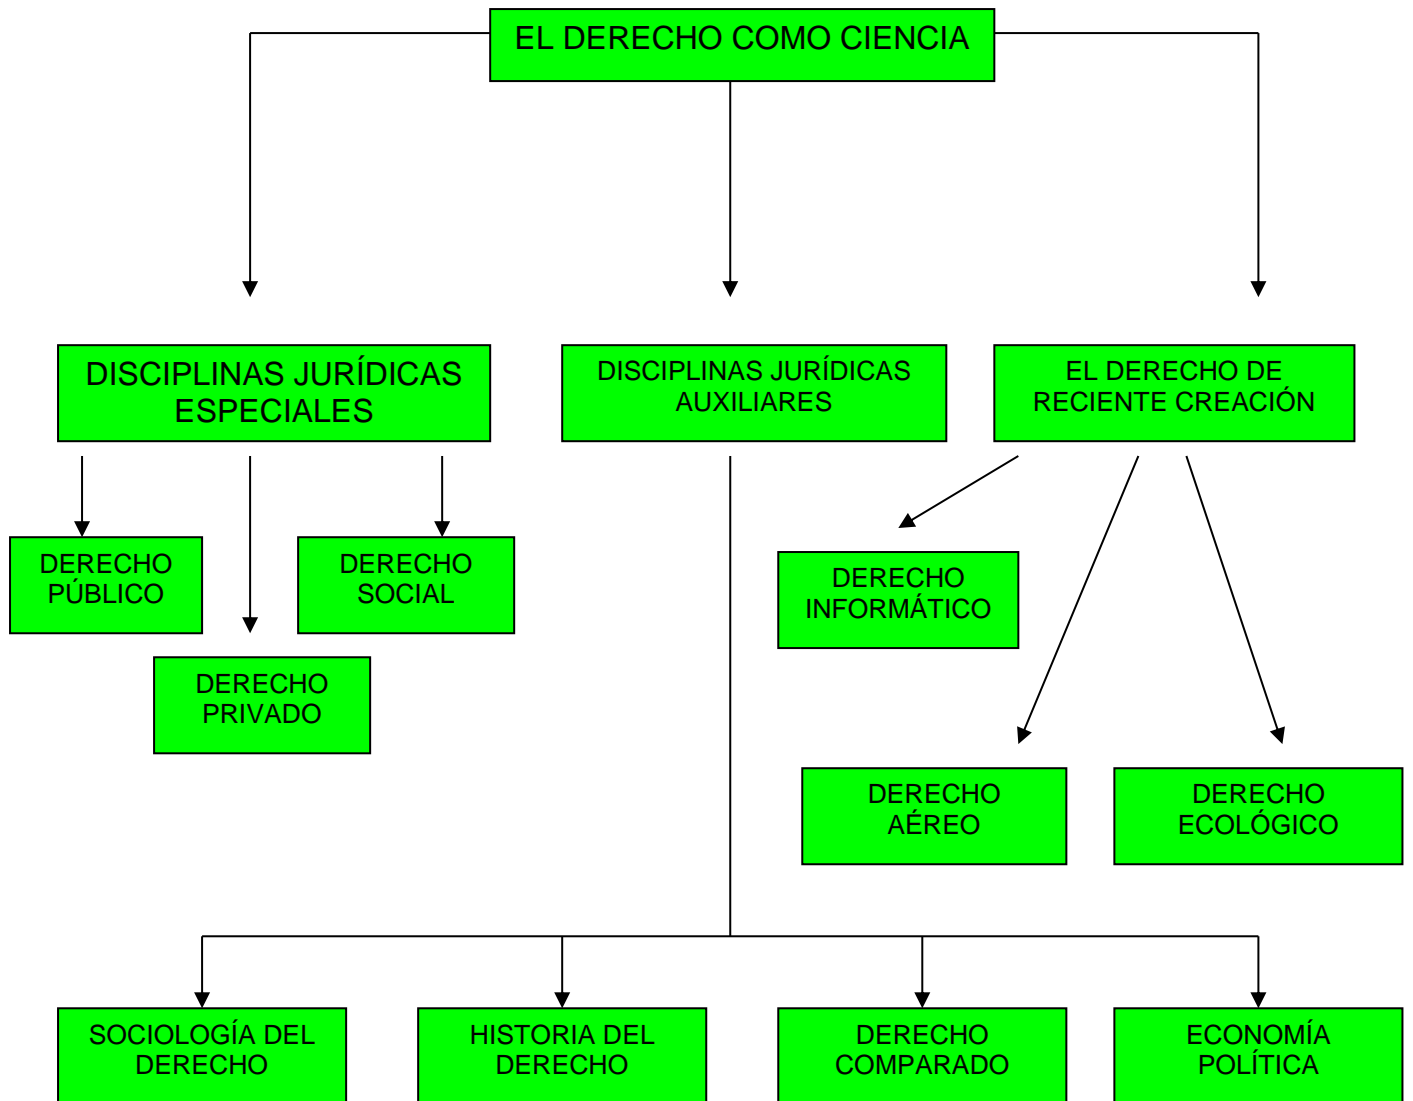 EL DERECHO COMO CIENCIA
DISCIPLINAS JURÍDICAS
ESPECIALES
DISCIPLINAS JURÍDICAS
AUXILIARES
EL DERECHO DE
RECIENTE CREACIÓN
DERECHO
PÚBLICO
DERECHO
SOCIAL
DERECHO
PRIVADO
DERECHO
INFORMÁTICO
DERECHO
AÉREO
DERECHO
ECOLÓGICO
SOCIOLOGÍA DEL
DERECHO
HISTORIA DEL
DERECHO
DERECHO
COMPARADO
ECONOMÍA
POLÍTICA